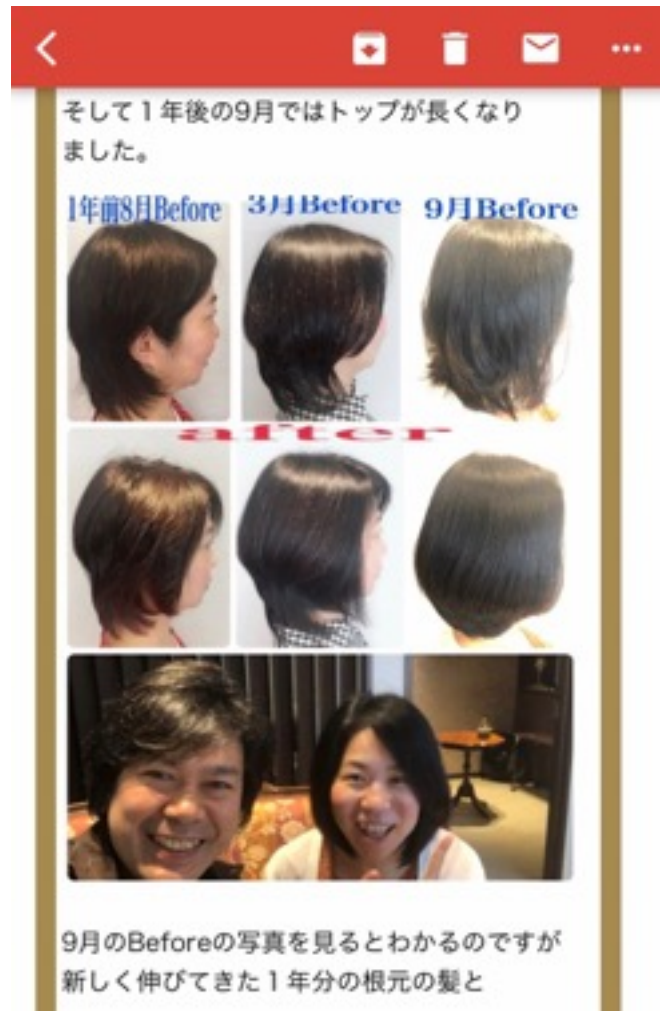 そして１年後の9月ではトップが長くなり
ました。
1年前8月Before
3月Before
9月Before
after
9月のBeforeの写真を見るとわかるのですが
新しく伸びてきた１年分の根元の髪と